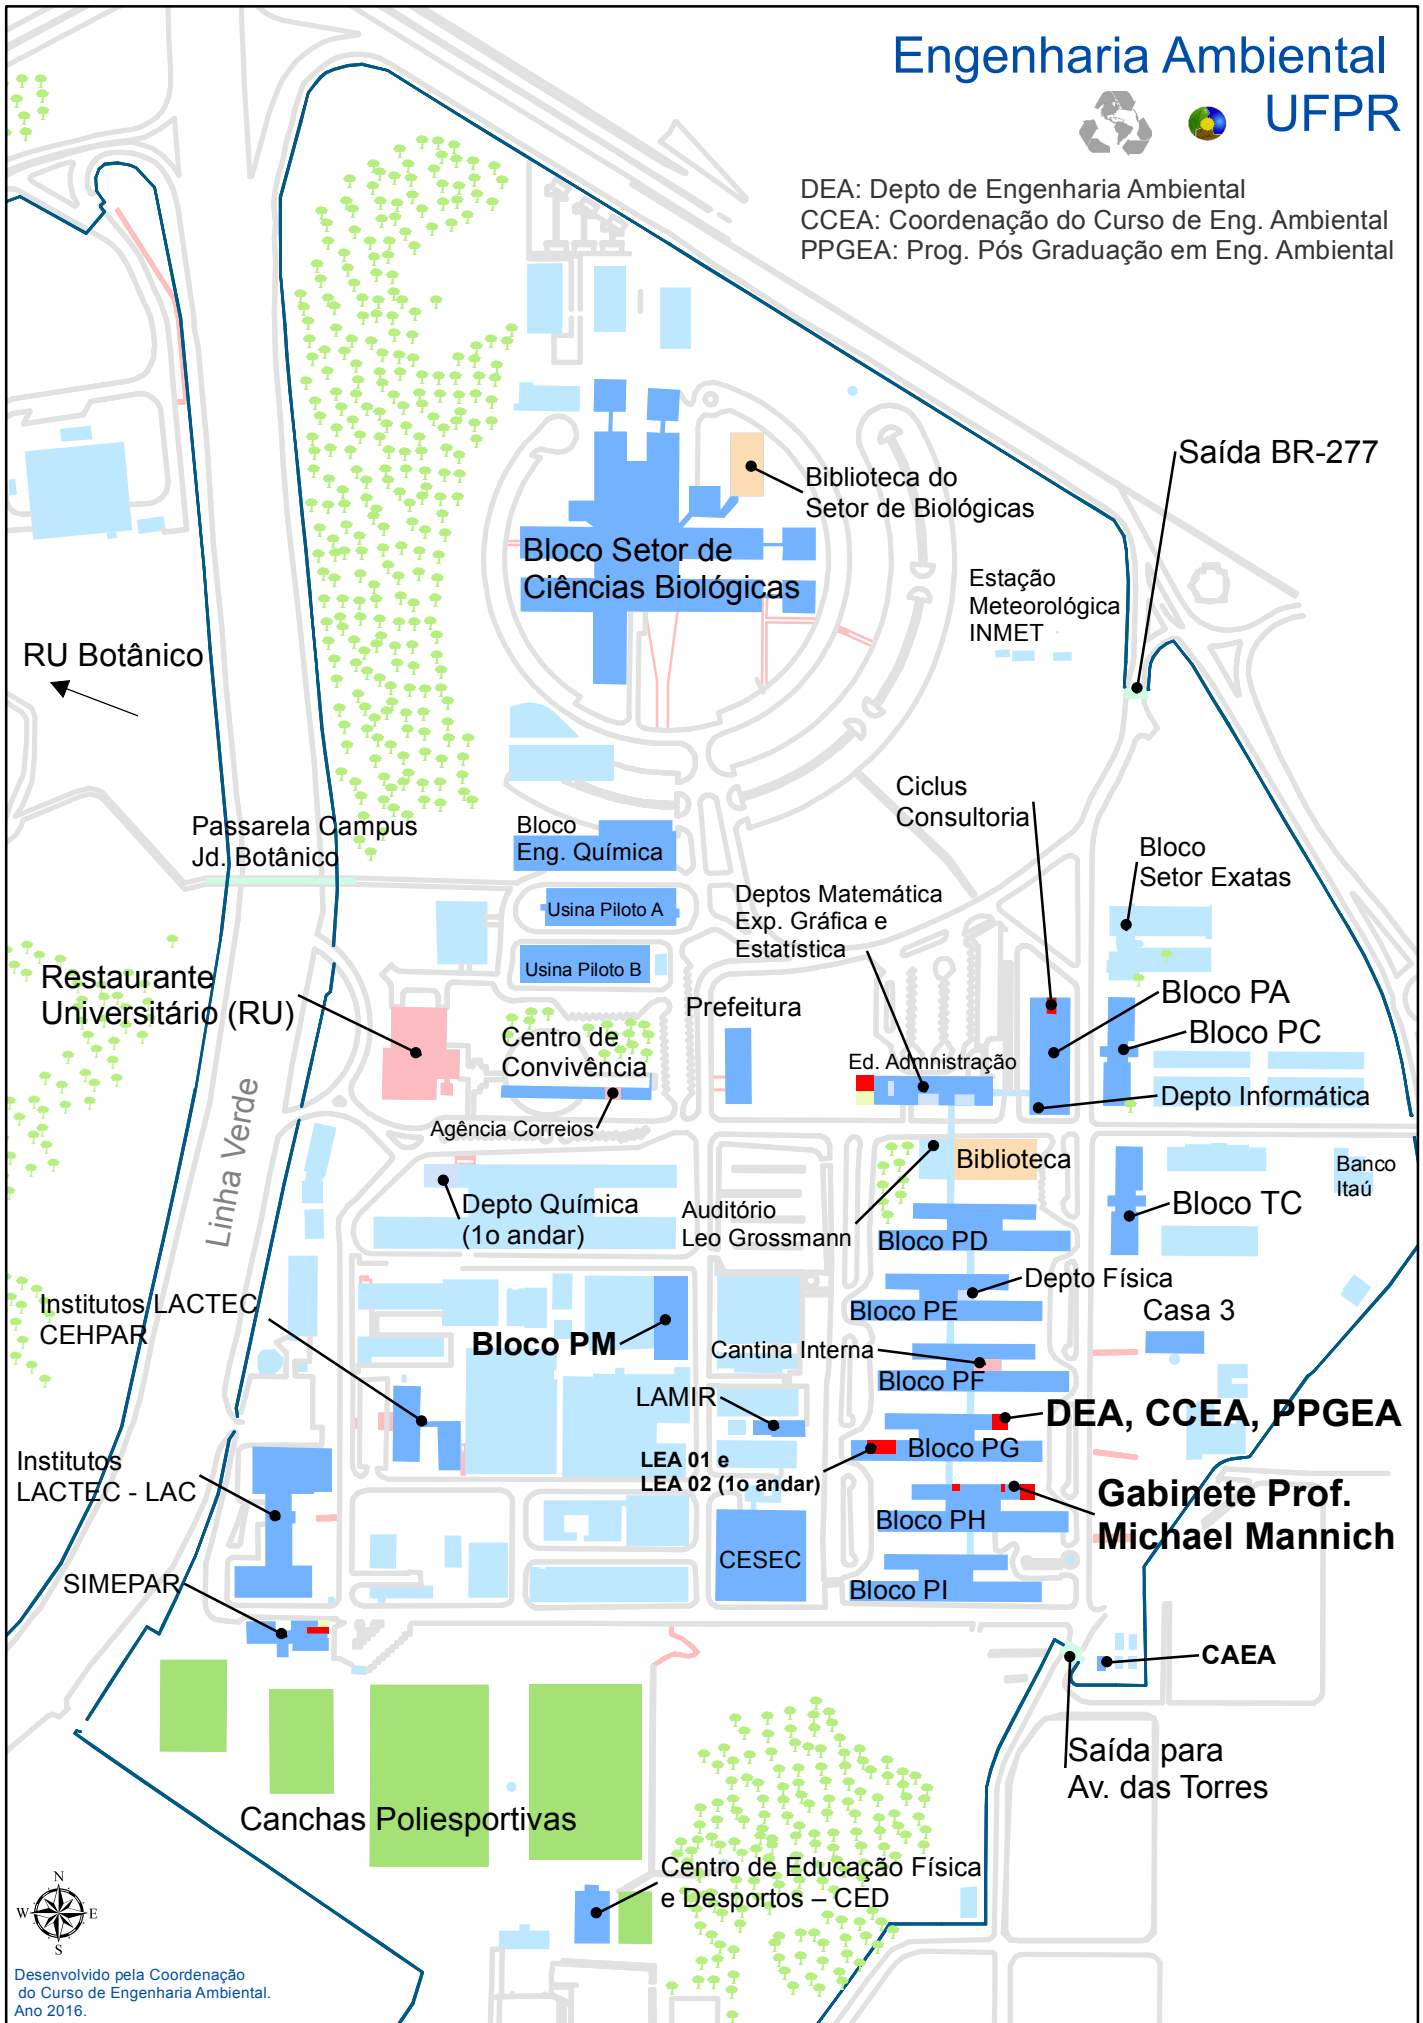 Engenharia Ambiental
UFPR
DEA: Depto de Engenharia Ambiental
CCEA: Coordenação do Curso de Eng. Ambiental
PPGEA: Prog. Pós Graduação em Eng. Ambiental
Saída BR-277
Biblioteca do
Setor de Biológicas
Bloco Setor de
Ciências Biológicas
Estação
Meteorológica
INMET
RU Botânico
Ciclus
Consultoria
Passarela Campus
Jd. Botânico
Bloco
Eng. Química
Bloco
Setor Exatas
Usina Piloto A
Deptos Matemática
Exp. Gráfica e
Estatística
Usina Piloto B
Restaurante
Universitário (RU)
Prefeitura
Bloco PA
Bloco PC
Centro de
Convivência
Ed. Admnistração
Depto Informática
Agência Correios
Linha Verde
Biblioteca
Banco
Itaú
Depto Química
(1o andar)
Auditório
Leo Grossmann
Bloco TC
Bloco PD
Depto Física
Institutos LACTEC
CEHPAR
Bloco PE
Casa 3
Bloco PM
Cantina Interna
Bloco PF
LAMIR
DEA, CCEA, PPGEA
Bloco PG
LEA 01 e
LEA 02 (1o andar)
Institutos
LACTEC - LAC
Gabinete Prof.
Michael Mannich
Bloco PH
CESEC
SIMEPAR
Bloco PI
CAEA
Saída para
Av. das Torres
Canchas Poliesportivas
Centro de Educação Física
e Desportos – CED
N
W E
S
Desenvolvido pela Coordenação
do Curso de Engenharia Ambiental.
Ano 2016.